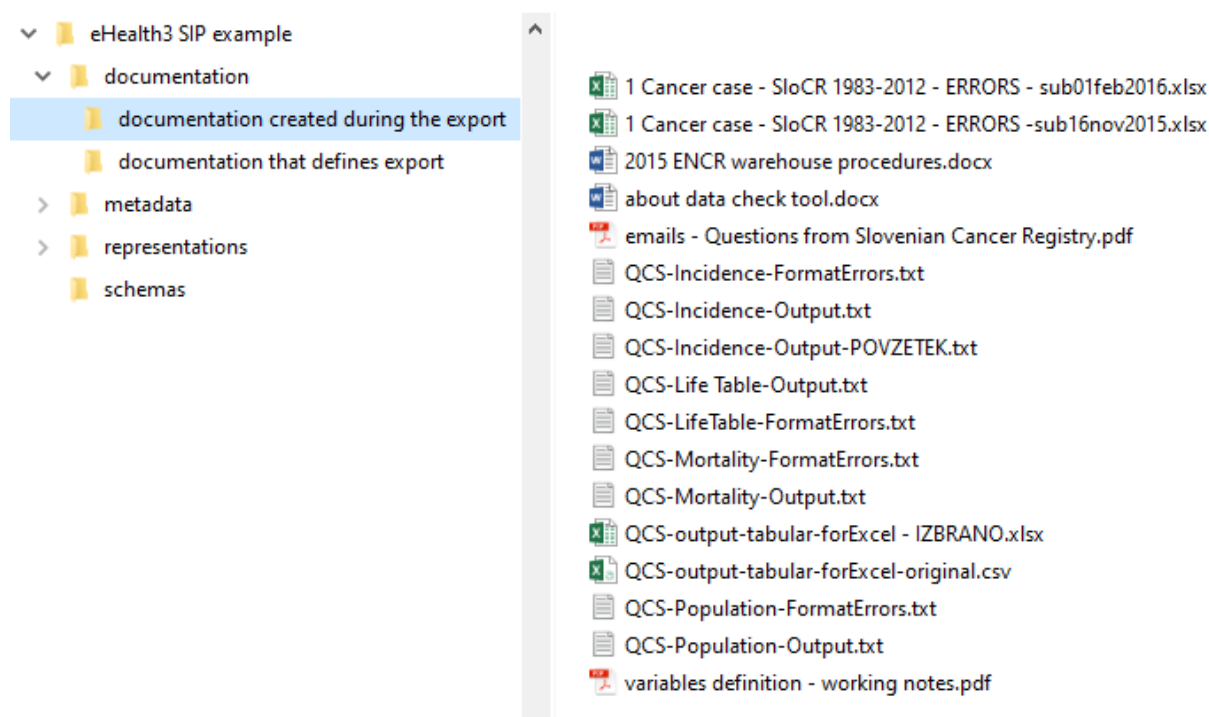 eHealth3 SIP example
documentation
documentation created during the export
documentation that defines export
metadata
representations
schemas
1 Cancer case - SloCR 1983-2012 - ERRORS - sub01feb2016.xlsx
1 Cancer case - SloCR 1983-2012 - ERRORS -sub16nov2015.xlsx
2015 ENCR warehouse procedures.docx
about data check tool.docx
emails - Questions from Slovenian Cancer Registry.pdf
QCS-Incidence-FormatErrors.txt
QCS-Incidence-Output.txt
QCS-Incidence-Output-POVZETEK.txt
QCS-Life Table-Output.txt
QCS-LifeTable-FormatErrors.txt
QCS-Mortality-FormatErrors.txt
QCS-Mortality-Output.txt
QCS-output-tabular-forExcel - IZBRANO.xlsx
QCS-output-tabular-forExcel-original.csv
QCS-Population-FormatErrors.txt
QCS-Population-Output.txt
variables definition - working notes.pdf